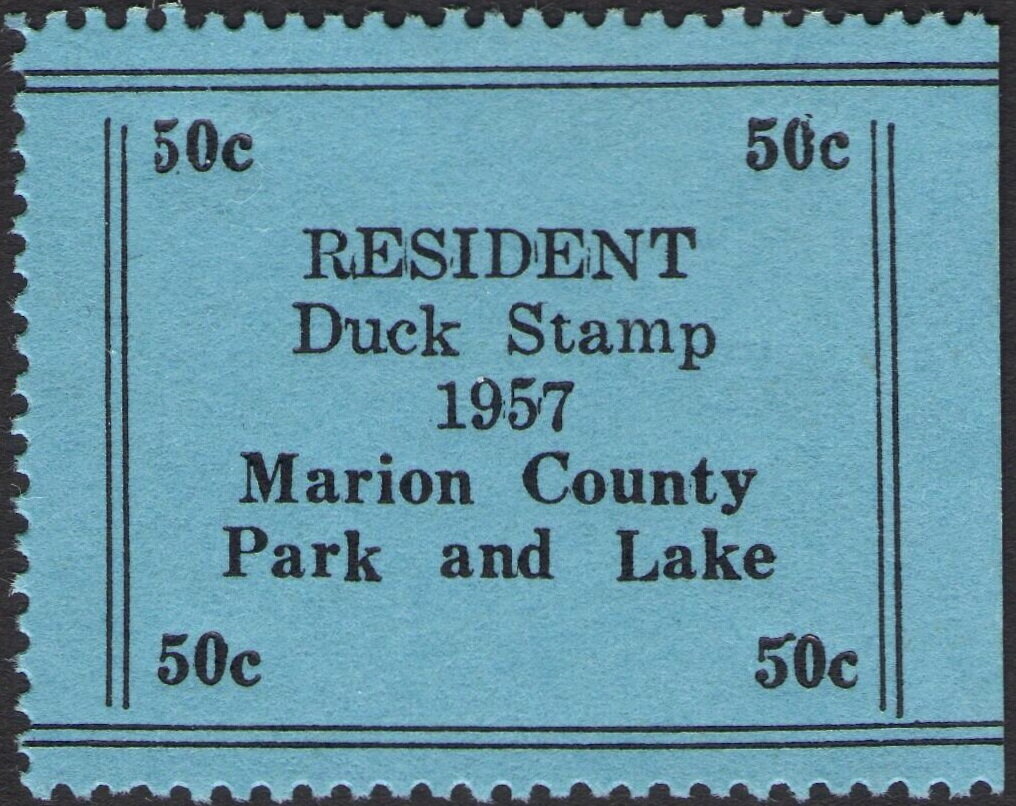 50c 50c
RESIDENT
Duck Stamp
1957
Marion County
Park and Lake
50c 50c